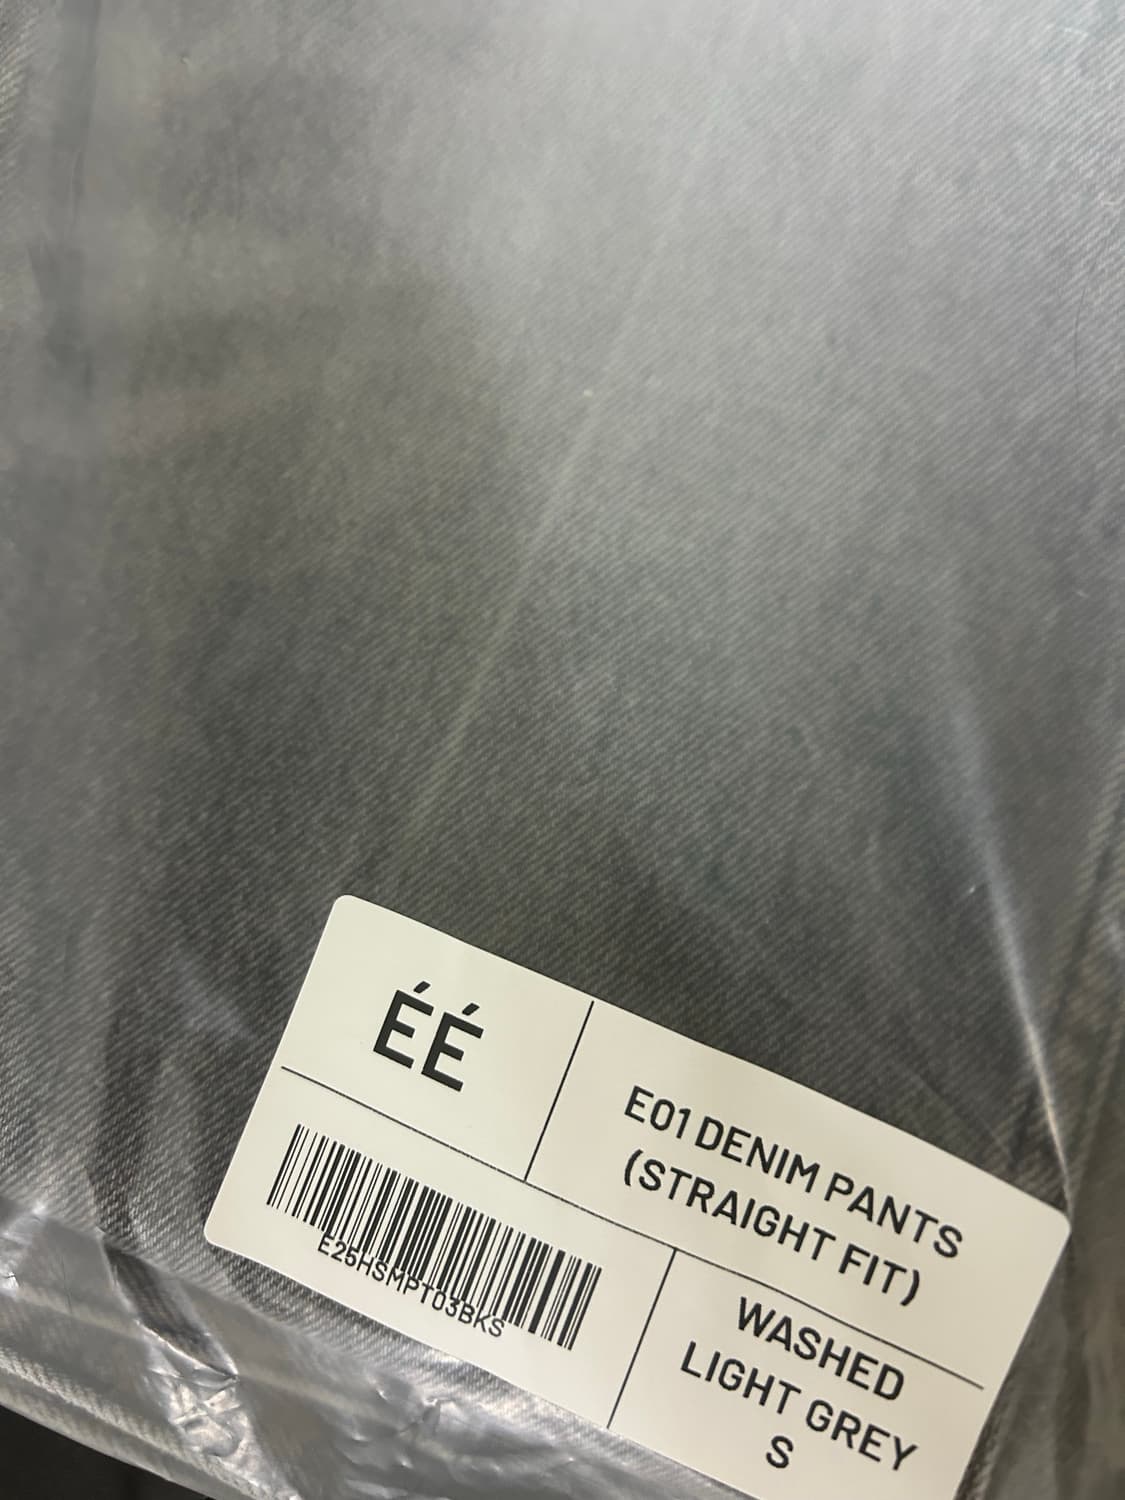 ÉÉ
E01 DENIM PANTS
(STRAIGHT FIT)
E25HSMPT03BKS
WASHED
LIGHT GREY
S